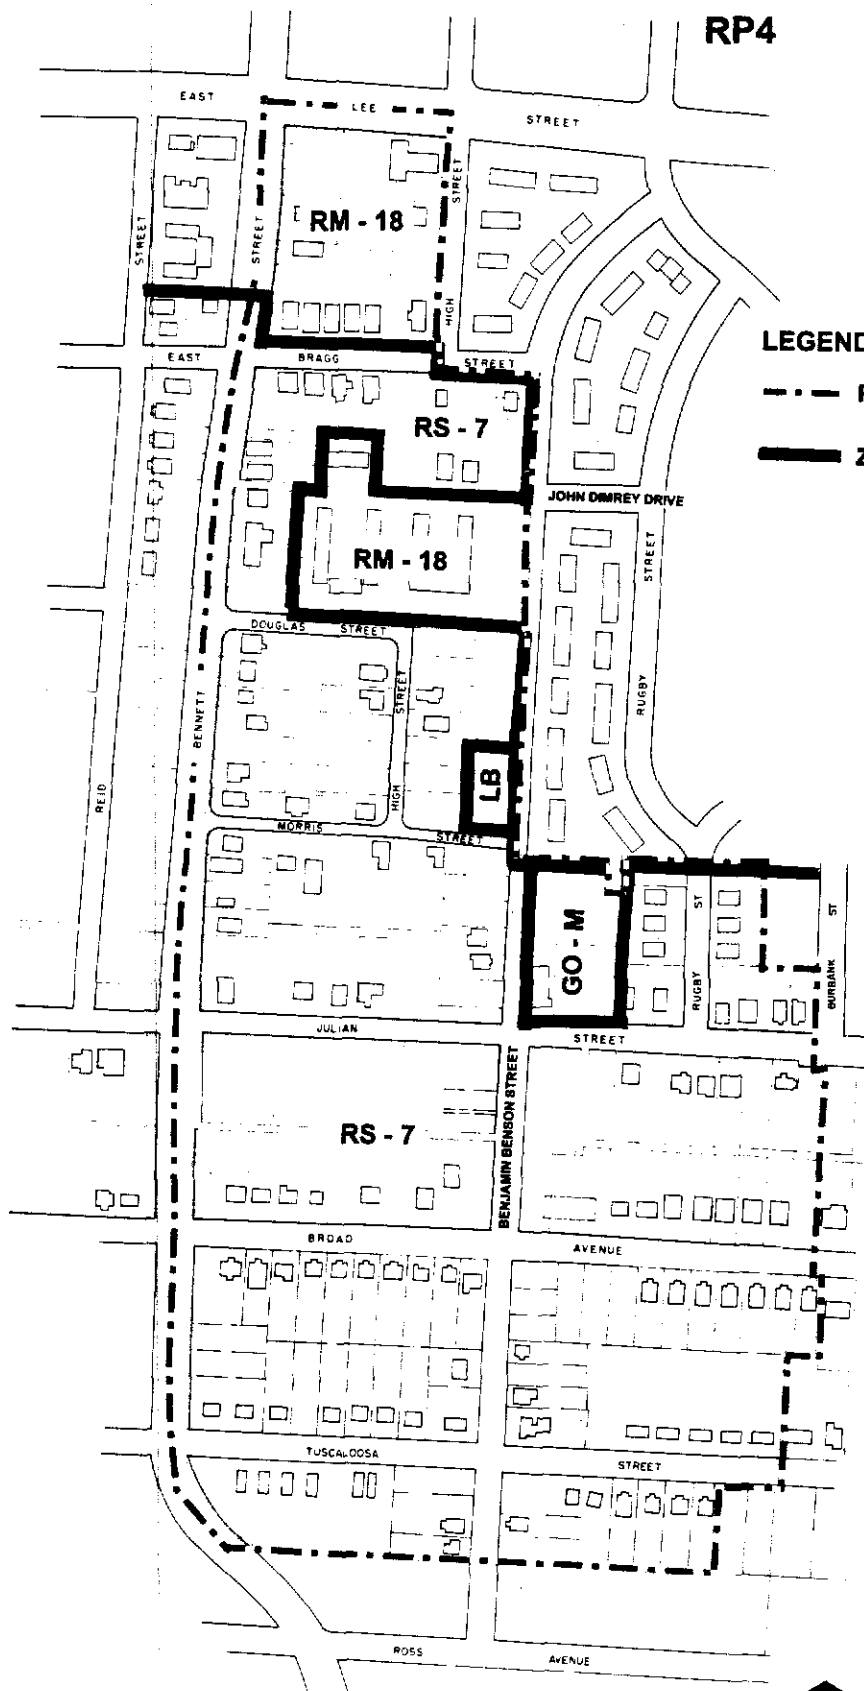 RP4
EAST
LEE
STREET
STREET
STREET
STREET
RM - 18
HIGH
LEGEND
EAST
BRAGG
STREET
RS - 7
JOHN DIMREY DRIVE
RM - 18
STREET
DOUGLAS
STREET
STREET
RUGBY
BENNETT
LB
REID
HIGH
MORRIS
STREET
GO - M
ST
RUGBY
ST
BURBANK
JULIAN
STREET
BENJAMIN BENSON STREET
RS - 7
BROAD
AVENUE
TUSCALOOSA
STREET
ROSS
AVENUE